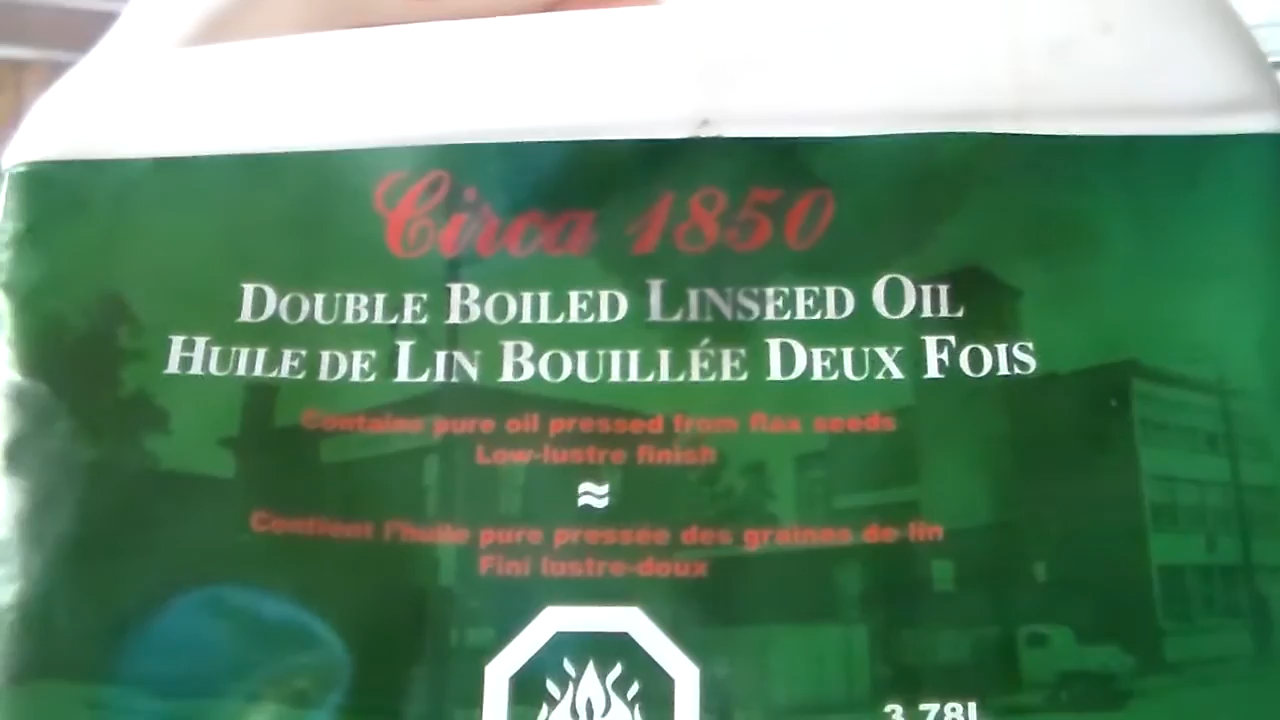 Circa 1850
DOUBLE BOILED LINSEED OIL
HUILE DE LIN BOUILLÉE DEUX FOIS
Contains pure oil pressed from flax seeds
Low-lustre finish
≈
Contient l'huile pure pressée des graines de lin
Fini lustre-doux
3.78L